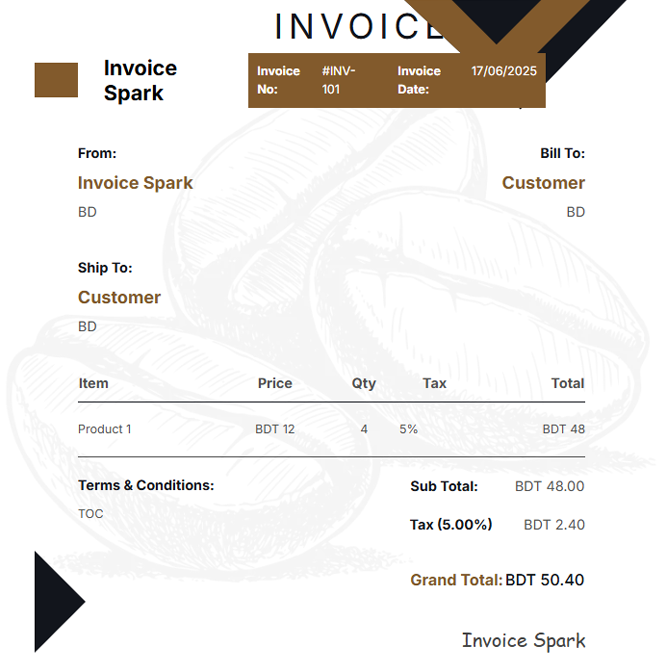 INVOICE
Invoice Spark
Invoice No: #INV-101 Invoice Date: 17/06/2025
From: Bill To:
Invoice Spark Customer
BD BD
Ship To:
Customer
BD
Item Price Qty Tax Total
Product 1 BDT 12 4 5% BDT 48
Terms & Conditions: Sub Total: BDT 48.00
TOC
Tax (5.00%) BDT 2.40
Grand Total: BDT 50.40
Invoice Spark